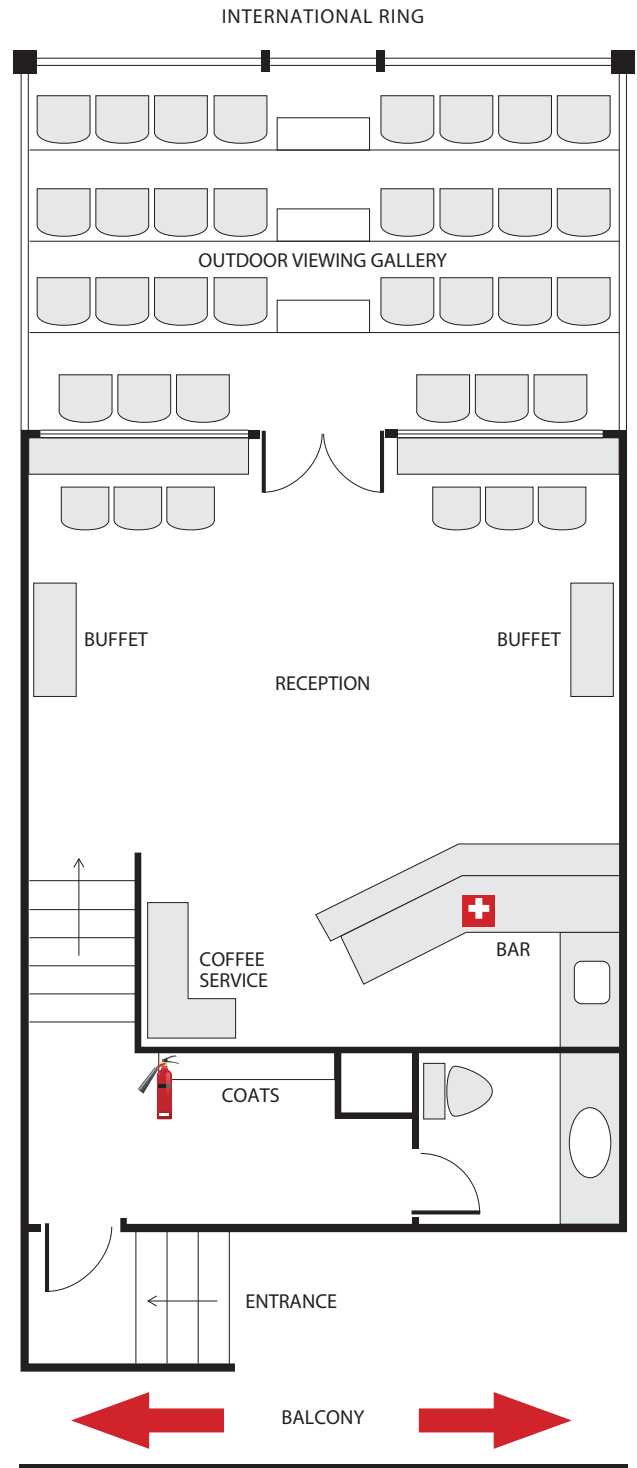 INTERNATIONAL RING
OUTDOOR VIEWING GALLERY
BUFFET
BUFFET
RECEPTION
COFFEE
SERVICE
BAR
COATS
ENTRANCE
BALCONY